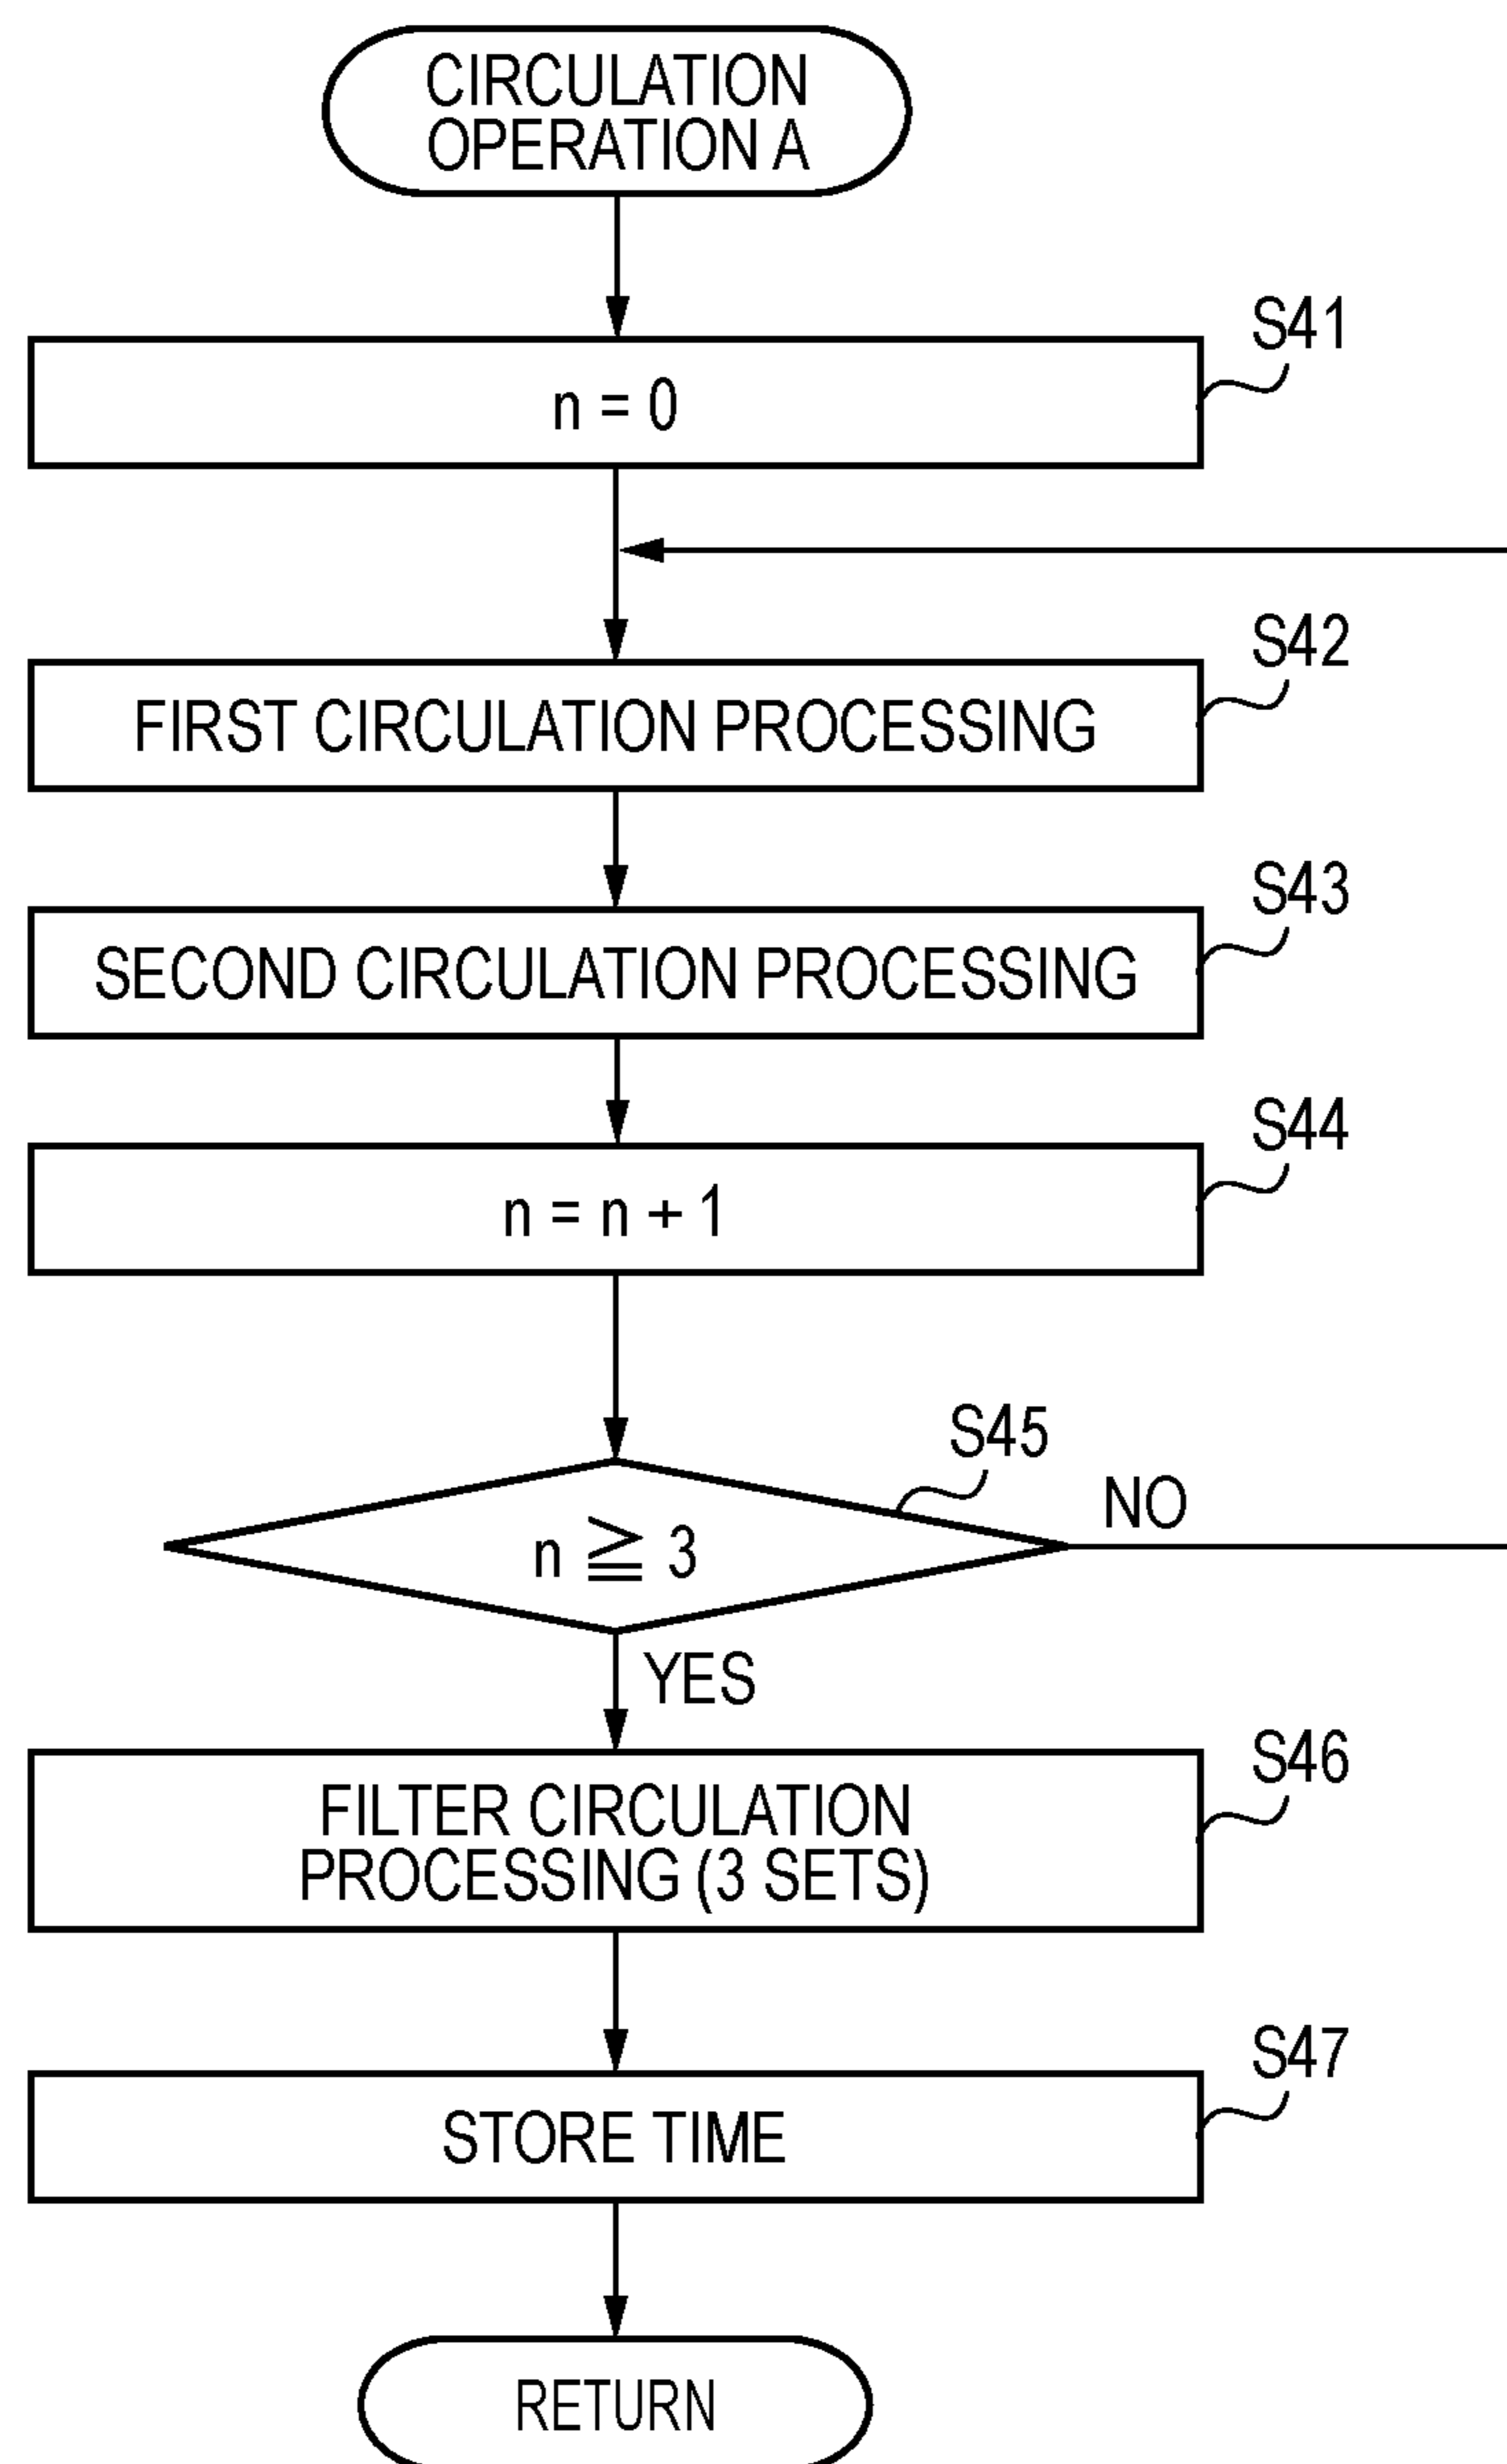 CIRCULATION
OPERATION A
S41
n = 0
S42
FIRST CIRCULATION PROCESSING
S43
SECOND CIRCULATION PROCESSING
S44
n = n + 1
S45
n ≧ 3
NO
YES
S46
FILTER CIRCULATION
PROCESSING (3 SETS)
S47
STORE TIME
RETURN